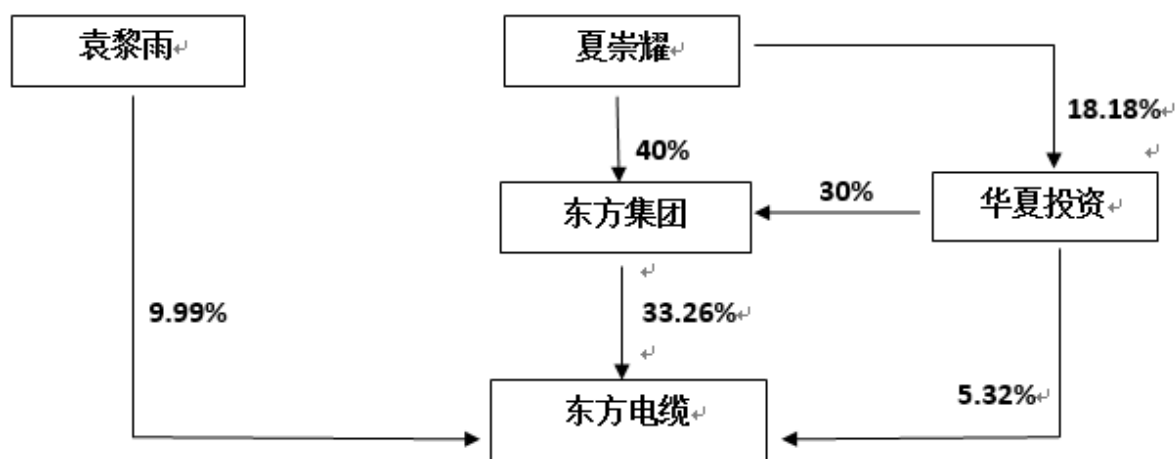 袁黎雨
夏崇耀
18.18%
40%
30%
东方集团
华夏投资
9.99%
33.26%
5.32%
东方电缆